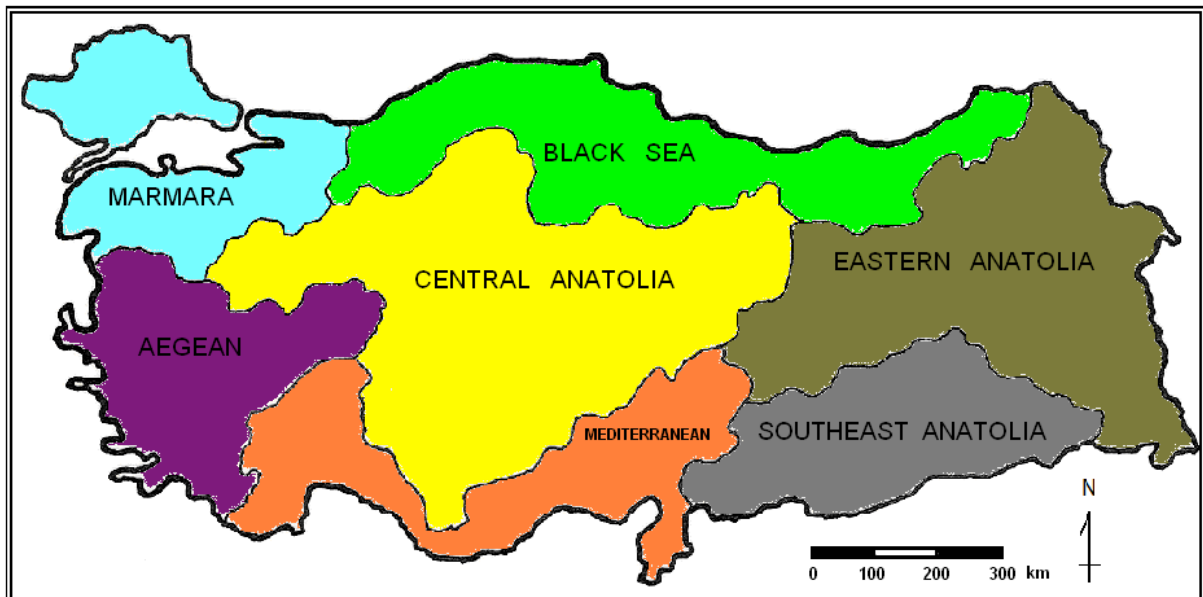 BLACK SEA
MARMARA
EASTERN ANATOLIA
CENTRAL ANATOLIA
AEGEAN
MEDITERRANEAN
SOUTHEAST ANATOLIA
N
0 100 200 300 km